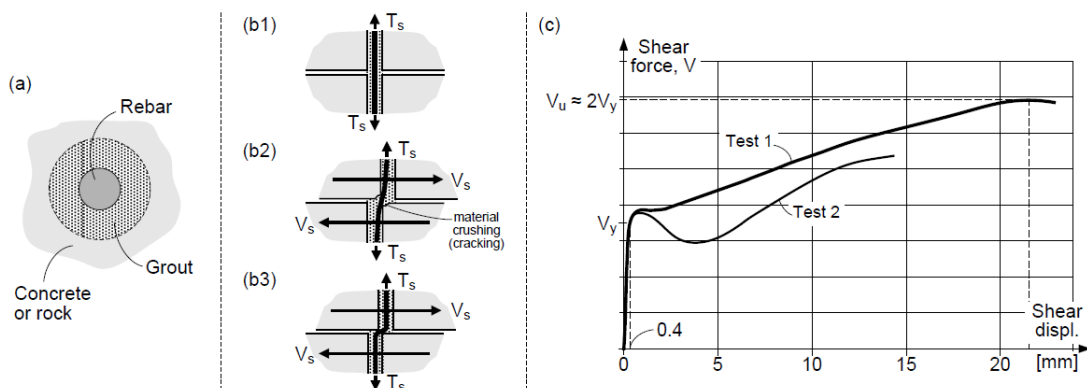 (a)
Rebar
Grout
Concrete
or rock
(b1)
Tₛ
Tₛ
(b2)
Tₛ
Vₛ
Vₛ
material
crushing
(cracking)
Tₛ
(b3)
Tₛ
Vₛ
Vₛ
Tₛ
(c)
Shear
force, V
Vᵤ ≈ 2Vy
Test 1
Test 2
Vy
Shear
displ.
0.4
0
5
10
15
20
[mm]